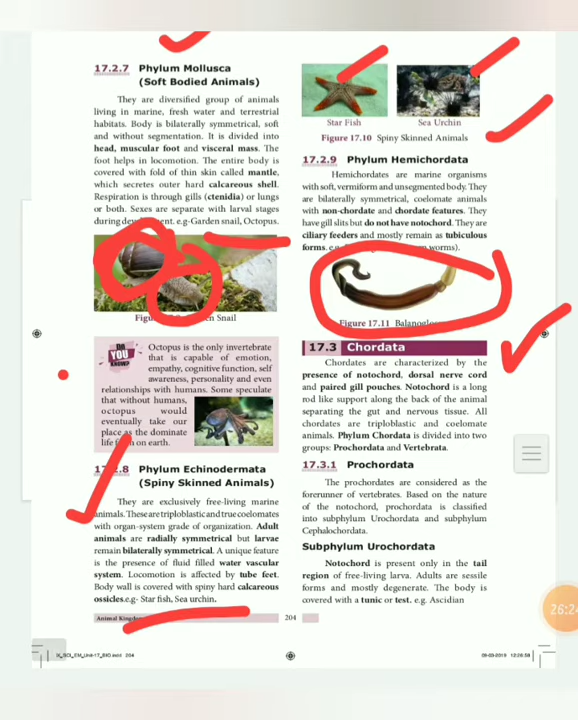 17.2.7 Phylum Mollusca
(Soft Bodied Animals)
They are diversified group of animals
living in marine, fresh water and terrestrial
habitats. Body is bilaterally symmetrical, soft
and without segmentation. It is divided into
head, muscular foot and visceral mass. The
foot helps in locomotion. The entire body is
covered with fold of thin skin called mantle,
which secretes outer hard calcareous shell.
Respiration is through gills (ctenidia) or lungs
or both. Sexes are separate with larval stages
during e.g-Garden snail, Octopus.
Snail
DO YOU KNOW?
Octopus is the only invertebrate
that is capable of emotion,
empathy, cognitive function, self
awareness, personality and even
relationships with humans. Some speculate
that without humans,
octopus would
eventually take our
place as the dominate
life on earth.
17.2.8 Phylum Echinodermata
(Spiny Skinned Animals)
They are exclusively free-living marine
animals. These are triploblastic and true coelomates
with organ-system grade of organization. Adult
animals are radially symmetrical but larvae
remain bilaterally symmetrical. A unique feature
is the presence of fluid filled water vascular
system. Locomotion is affected by tube feet.
Body wall is covered with spiny hard calcareous
ossicles.e.g- Star fish, Sea urchin.
Star Fish Sea Urchin
Figure 17.10 Spiny Skinned Animals
17.2.9 Phylum Hemichordata
Hemichordates are marine organisms
with soft, vermiform and unsegmented body. They
are bilaterally symmetrical, coelomate animals
with non-chordate and chordate features. They
have gill slits but do not have notochord. They are
ciliary feeders and mostly remain as tubiculous
forms. worms).
Figure 17.11
17.3 Chordata
Chordates are characterized by the
presence of notochord, dorsal nerve cord
and paired gill pouches. Notochord is a long
rod like support along the back of the animal
separating the gut and nervous tissue. All
chordates are triploblastic and coelomate
animals. Phylum Chordata is divided into two
groups: Prochordata and Vertebrata.
17.3.1 Prochordata
The prochordates are considered as the
forerunner of vertebrates. Based on the nature
of the notochord, prochordata is classified
into subphylum Urochordata and subphylum
Cephalochordata.
Subphylum Urochordata
Notochord is present only in the tail
region of free-living larva. Adults are sessile
forms and mostly degenerate. The body is
covered with a tunic or test. e.g. Ascidian
Animal 204
26:24